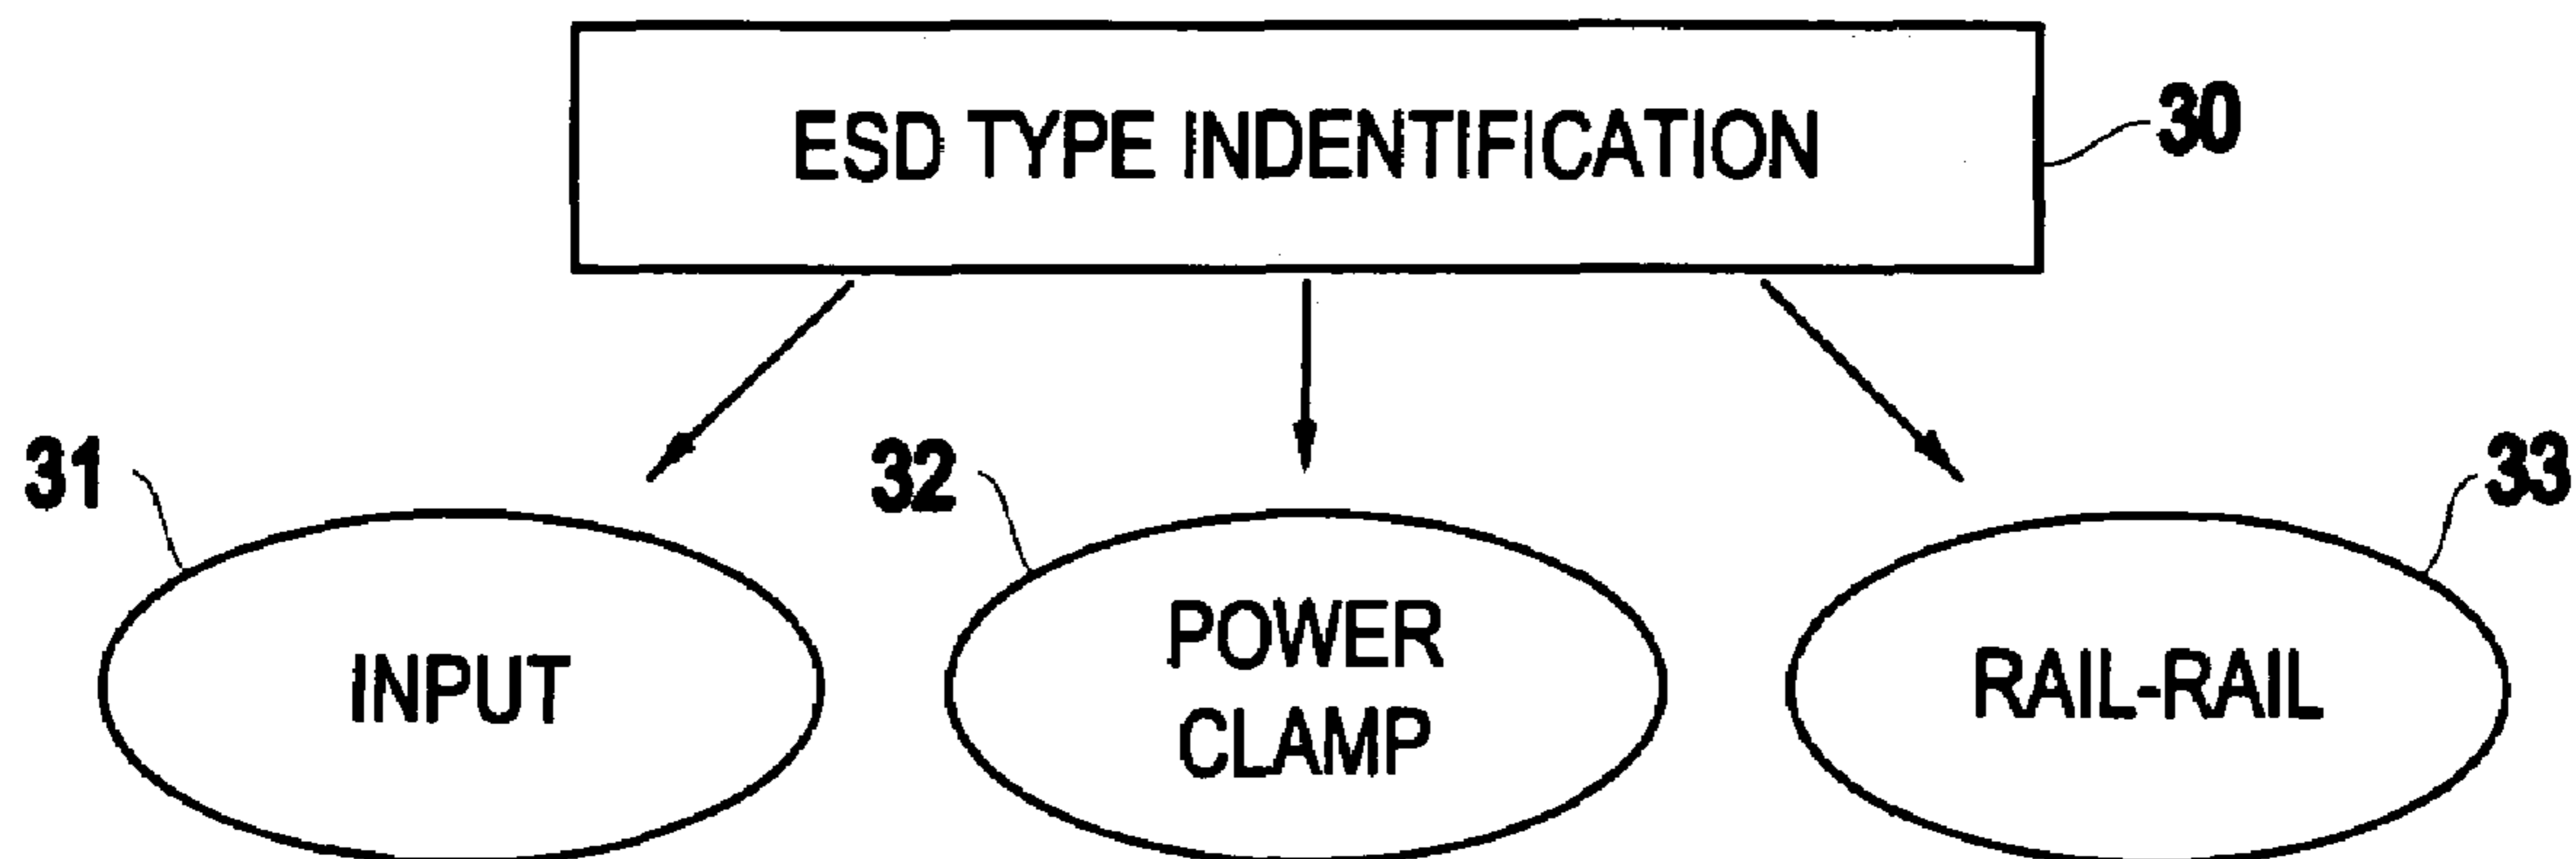 ESD TYPE INDENTIFICATION
30
31
32
33
INPUT
POWER
CLAMP
RAIL-RAIL